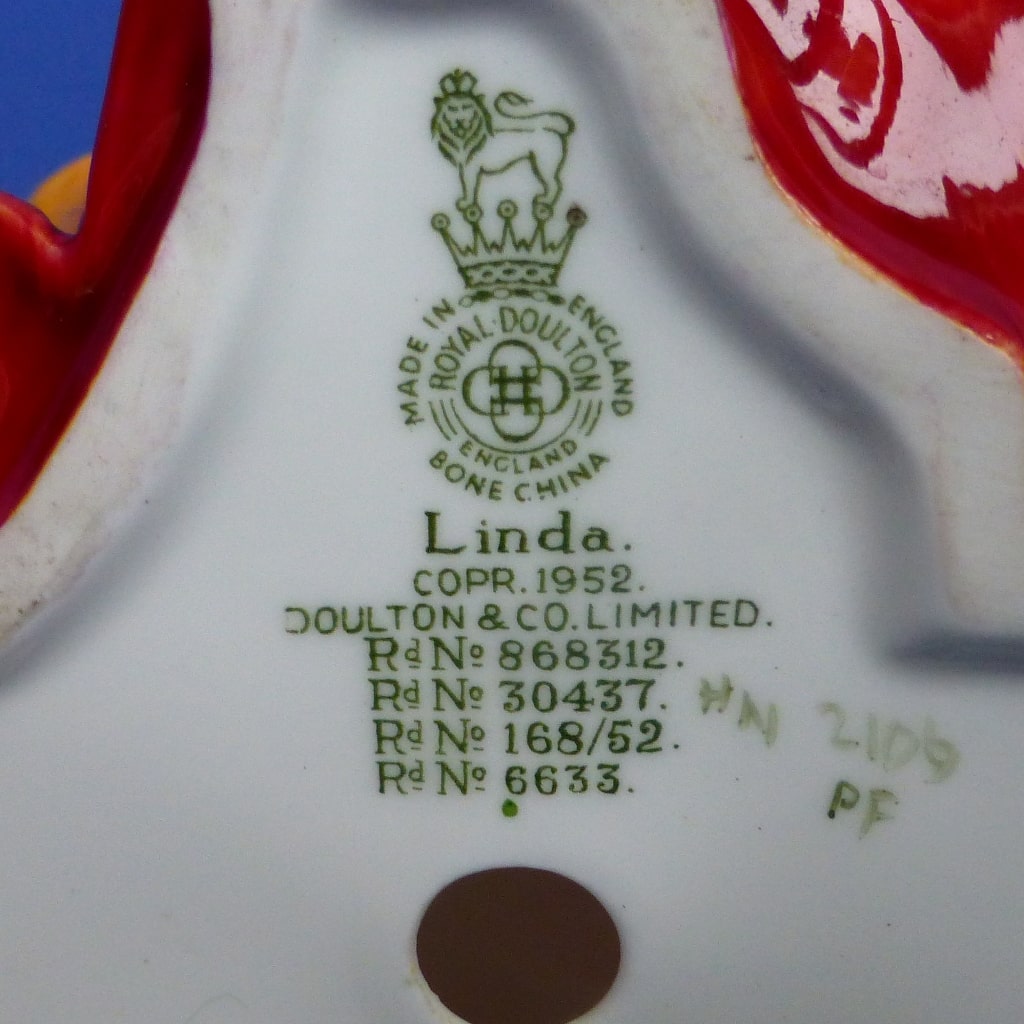 MADE IN ENGLAND
ROYAL·DOULTON
ENGLAND
BONE CHINA
Linda.
COPR. 1952.
DOULTON & CO. LIMITED.
Rd No 868312.
Rd No 30437.
Rd No 168/52.
Rd No 6633.
HN 2106
PF